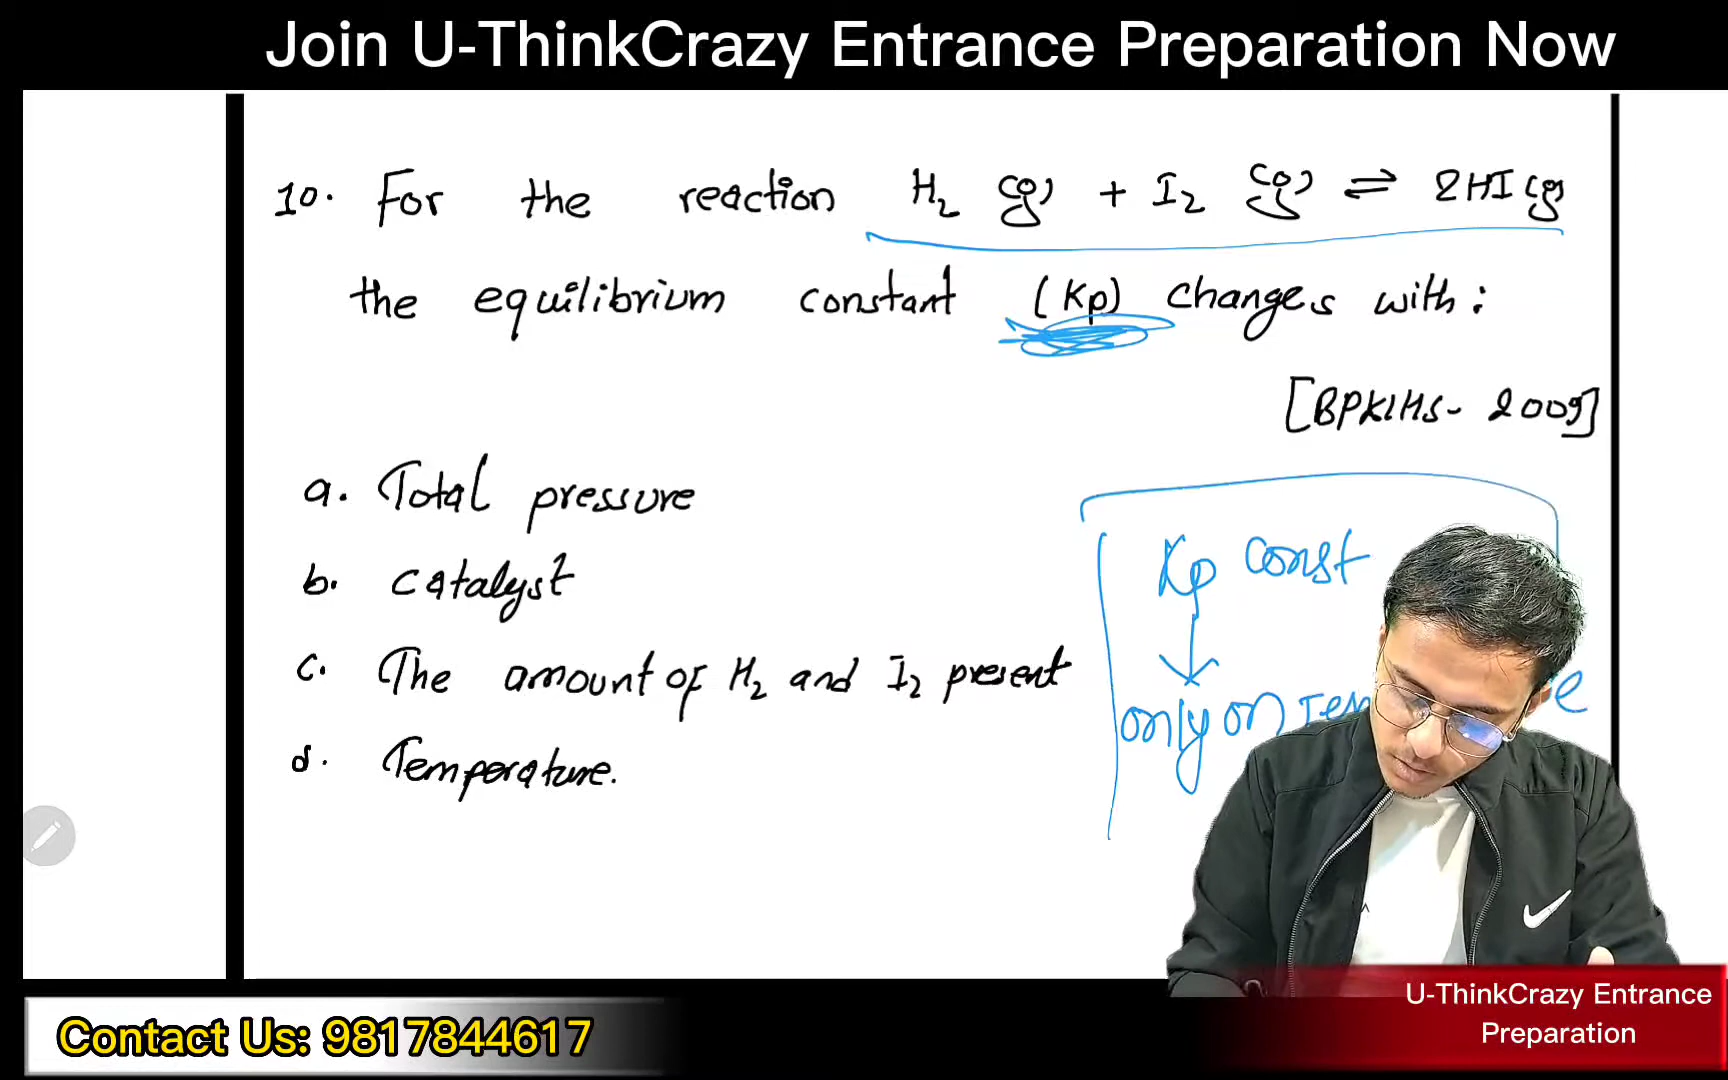 Join U-ThinkCrazy Entrance Preparation Now
10. For the reaction H₂ (g) + I₂ (g) ⇌ 2HI (g)
the equilibrium constant (Kp) changes with:
[BPKIHS- 2009]
a. Total pressure
b. catalyst
c. The amount of H₂ and I₂ present
d. Temperature.
Kp const
only on
Contact Us: 9817844617
U-ThinkCrazy Entrance
Preparation